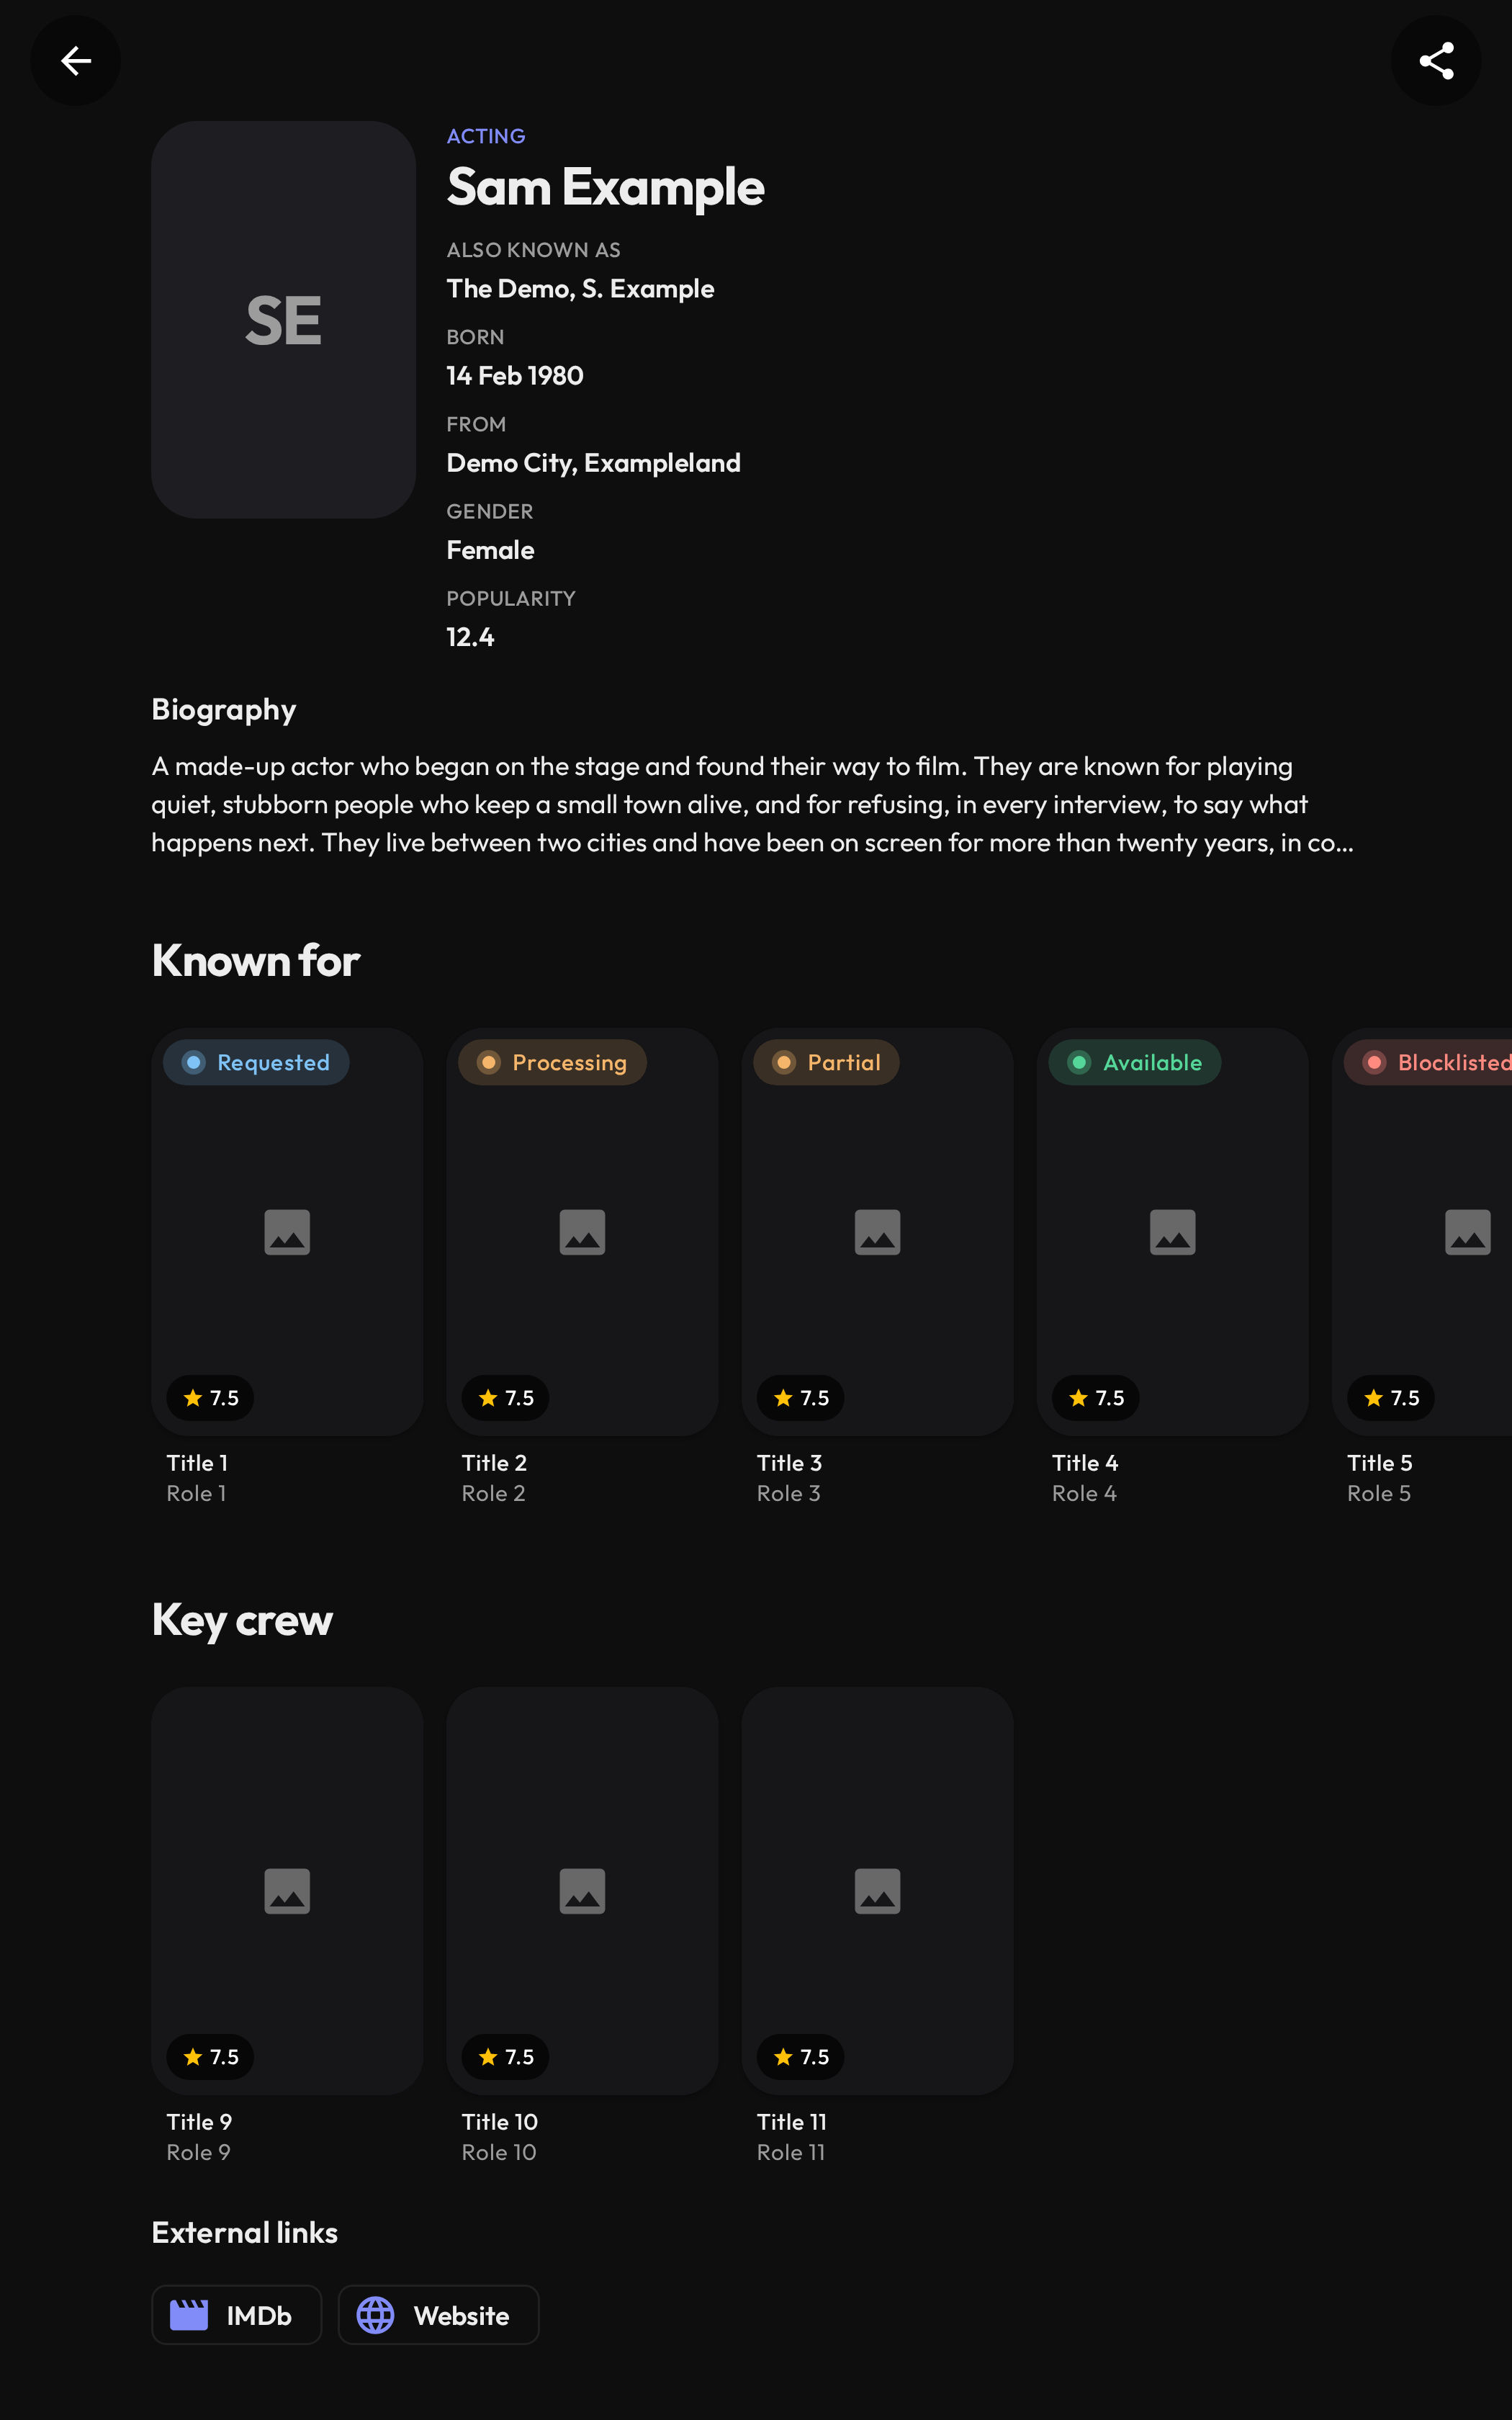 ACTING
Sam Example
ALSO KNOWN AS
The Demo, S. Example
BORN
14 Feb 1980
FROM
Demo City, Exampleland
GENDER
Female
POPULARITY
12.4
SE
Biography
A made-up actor who began on the stage and found their way to film. They are known for playing
quiet, stubborn people who keep a small town alive, and for refusing, in every interview, to say what
happens next. They live between two cities and have been on screen for more than twenty years, in co...
Known for
Requested
Processing
Partial
Available
Blocklisted
7.5
7.5
7.5
7.5
7.5
Title 1
Title 2
Title 3
Title 4
Title 5
Role 1
Role 2
Role 3
Role 4
Role 5
Key crew
7.5
7.5
7.5
Title 9
Title 10
Title 11
Role 9
Role 10
Role 11
External links
IMDb
Website